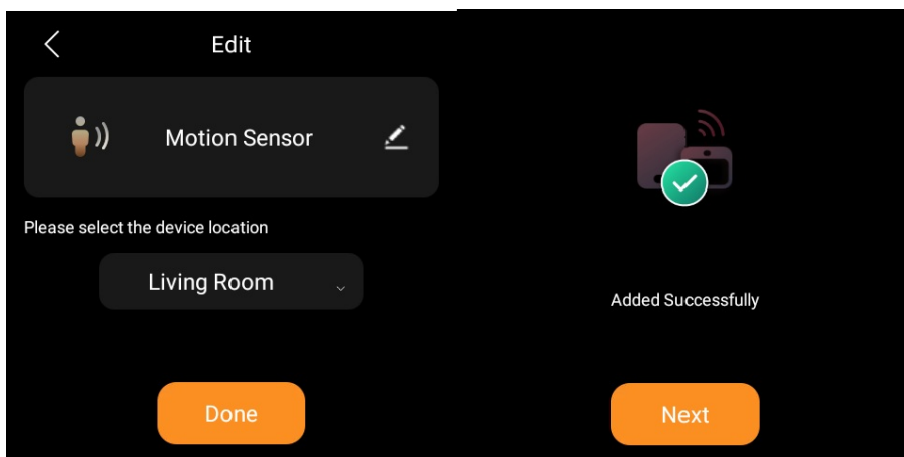 Edit
Motion Sensor
Please select the device location
Living Room
Done
Added Successfully
Next